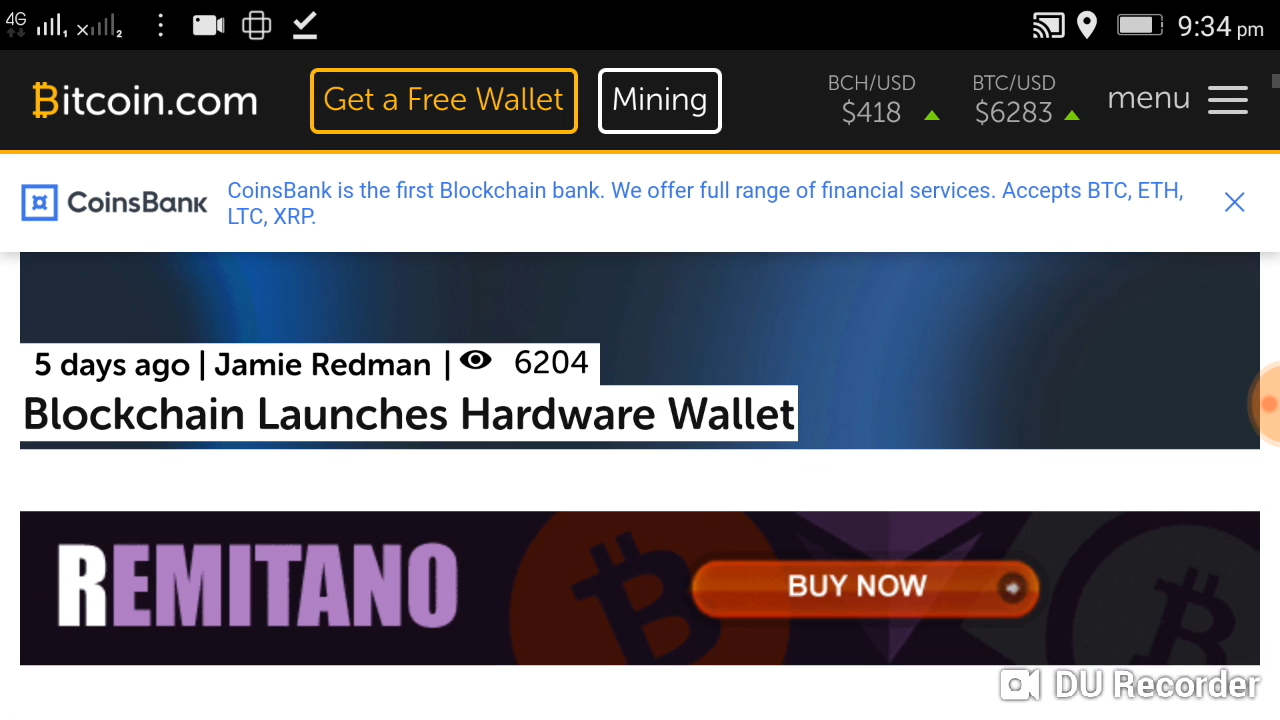 4G 1 x 2 9:34 pm
Bitcoin.com Get a Free Wallet Mining BCH/USD BTC/USD menu
$418 $6283
CoinsBank CoinsBank is the first Blockchain bank. We offer full range of financial services. Accepts BTC, ETH,
LTC, XRP.
5 days ago | Jamie Redman | 6204
Blockchain Launches Hardware Wallet
REMITANO BUY NOW
DU Recorder